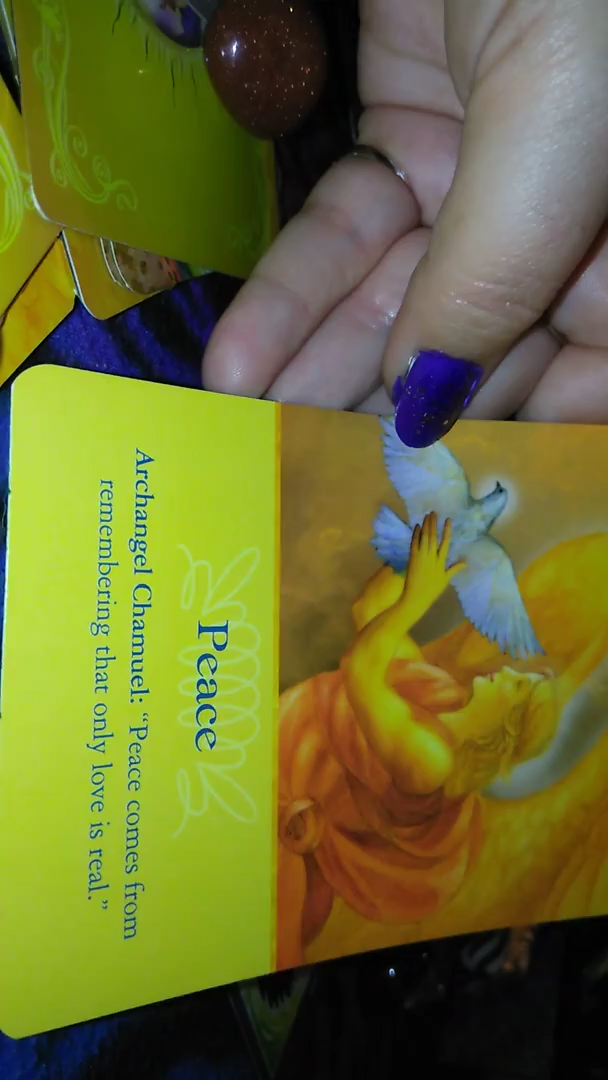 Peace
Archangel Chamuel: “Peace comes from
remembering that only love is real.”